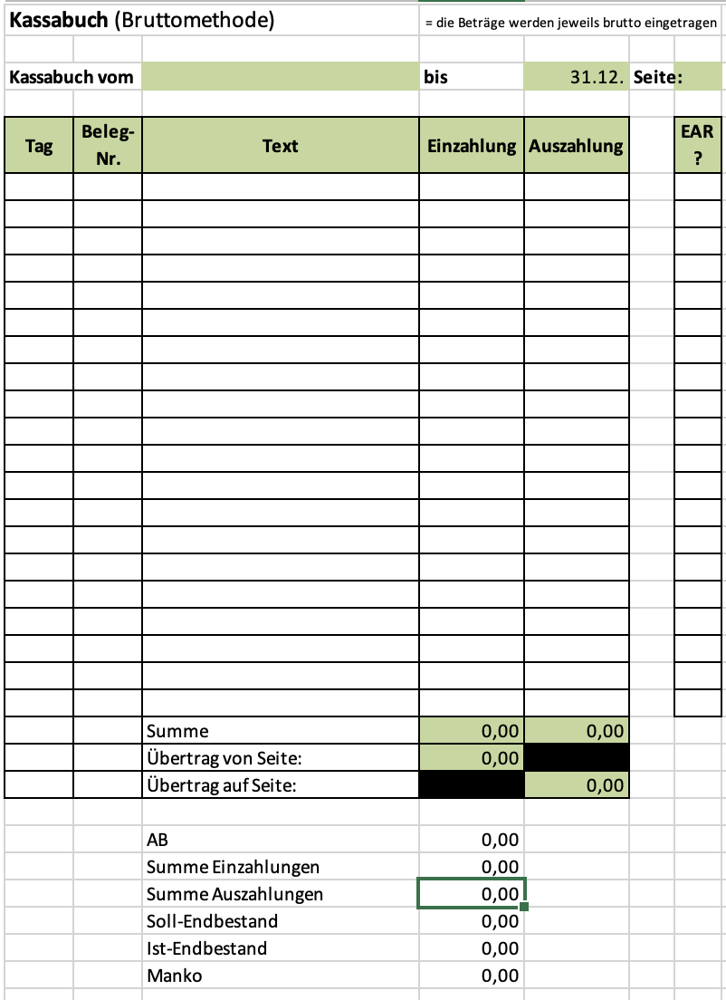 Kassabuch (Bruttomethode) = die Beträge werden jeweils brutto eingetragen
Kassabuch vom bis 31.12. Seite:
Tag Beleg-Nr. Text Einzahlung Auszahlung EAR ?
Summe 0,00 0,00
Übertrag von Seite: 0,00
Übertrag auf Seite: 0,00
AB 0,00
Summe Einzahlungen 0,00
Summe Auszahlungen 0,00
Soll-Endbestand 0,00
Ist-Endbestand 0,00
Manko 0,00